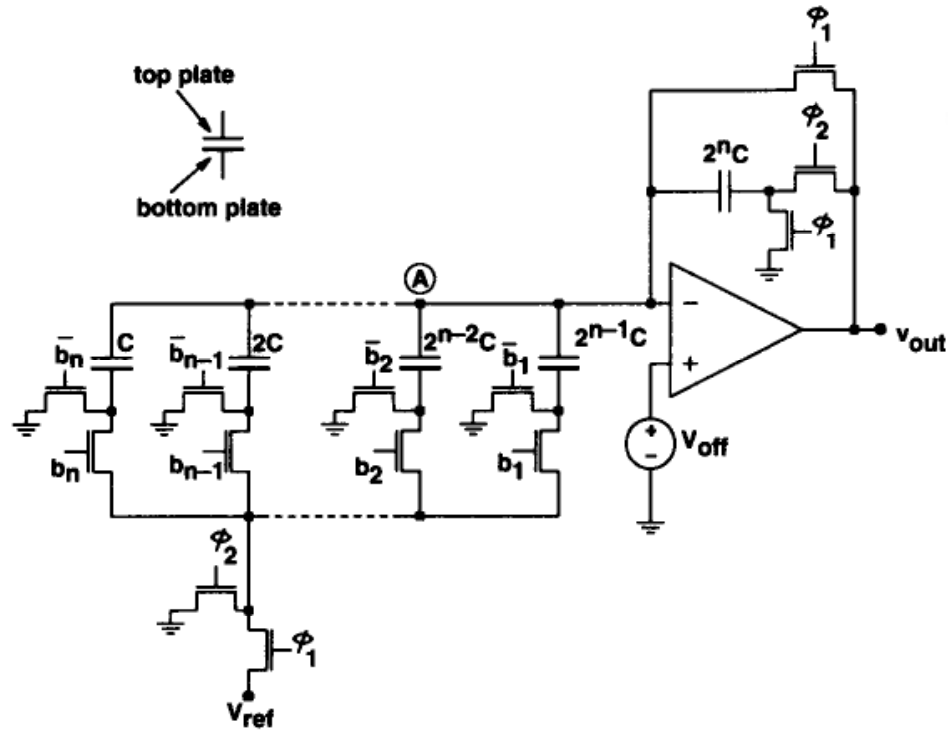 ϕ₁
top plate
ϕ₂
2ⁿC
bottom plate
ϕ₁
A
−
b̅ₙ C b̅ₙ₋₁ 2C b̅₂ 2ⁿ⁻²C b̅₁ 2ⁿ⁻¹C
vout
+
bₙ bₙ₋₁ b₂ b₁
+
−
Voff
ϕ₂
ϕ₁
Vref